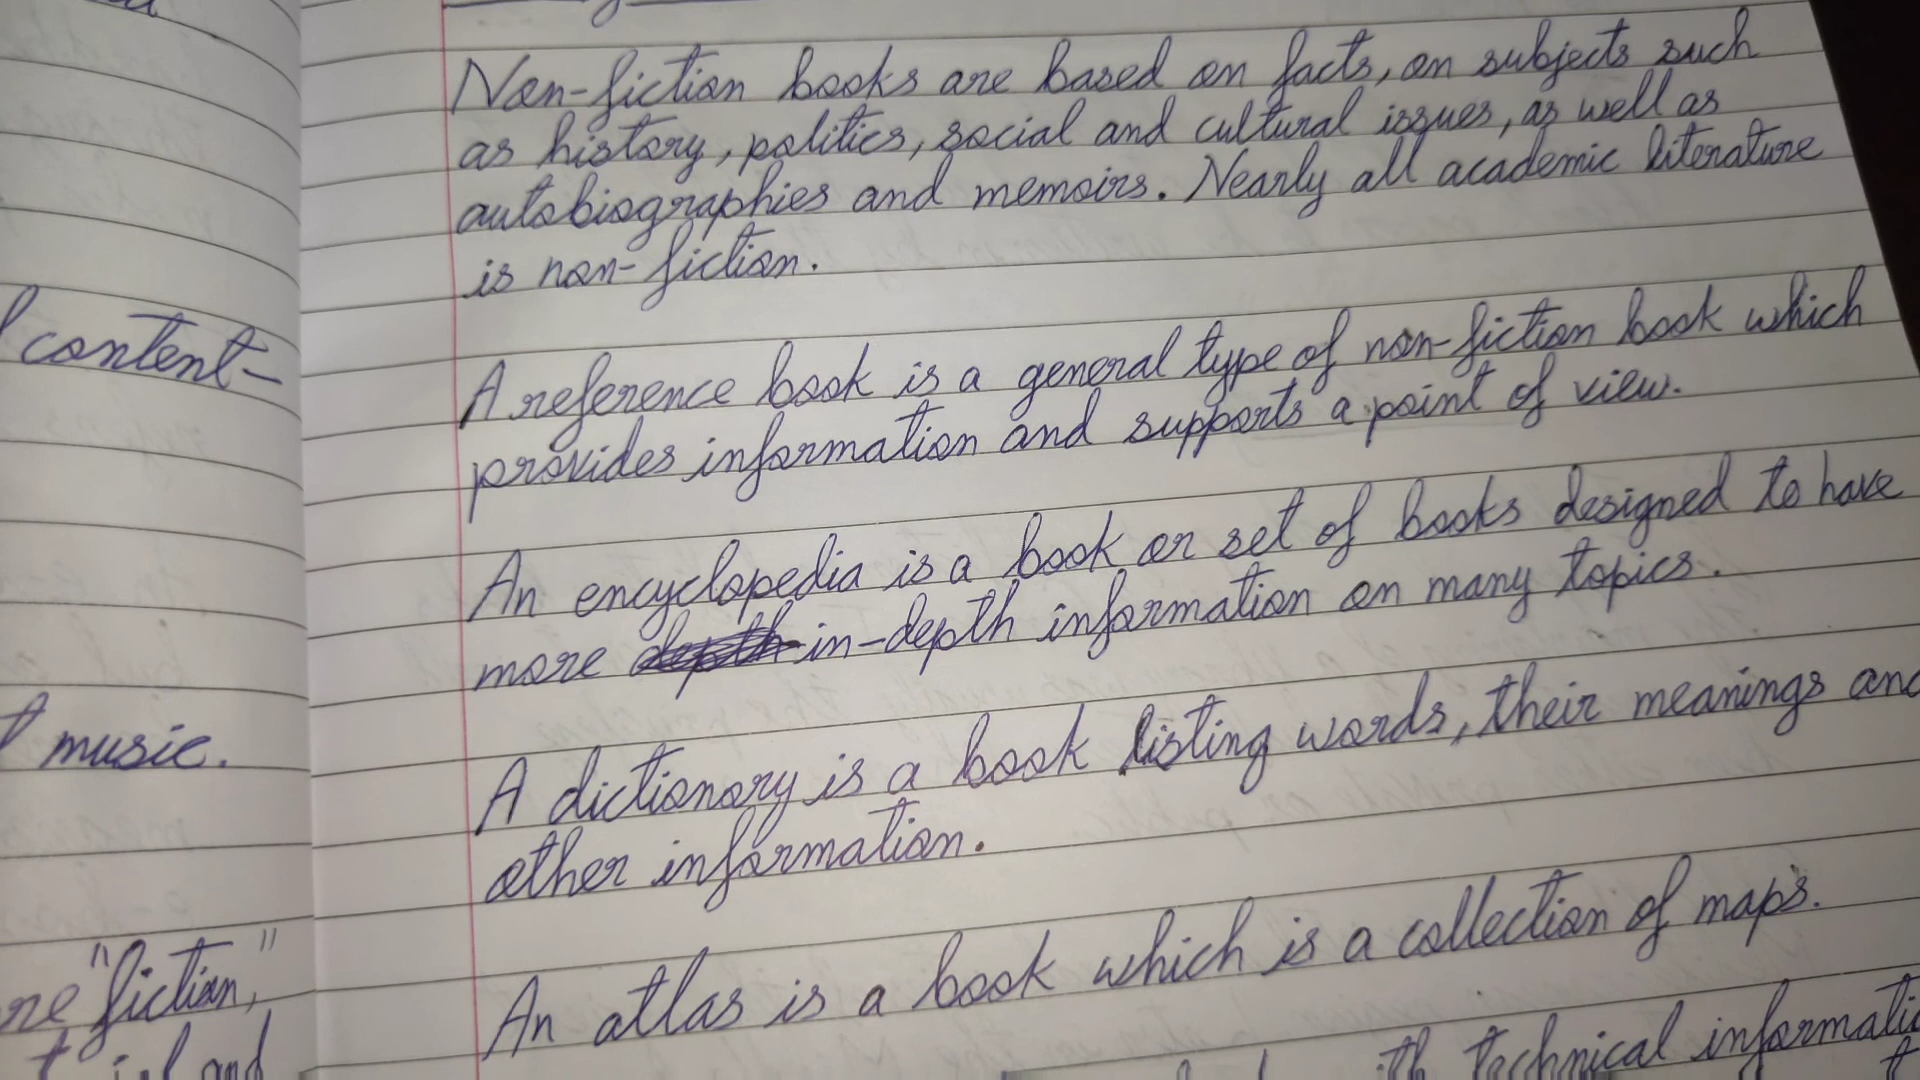 content-
music.
"fiction,"
and
Non-fiction books are based on facts, on subjects such
as history, politics, social and cultural issues, as well as
autobiographies and memoirs. Nearly all academic literature
is non-fiction.
A reference book is a general type of non-fiction book which
provides information and supports a point of view.
An encyclopedia is a book or set of books designed to have
more in-depth information on many topics.
A dictionary is a book listing words, their meanings and
other information.
An atlas is a book which is a collection of maps.
technical